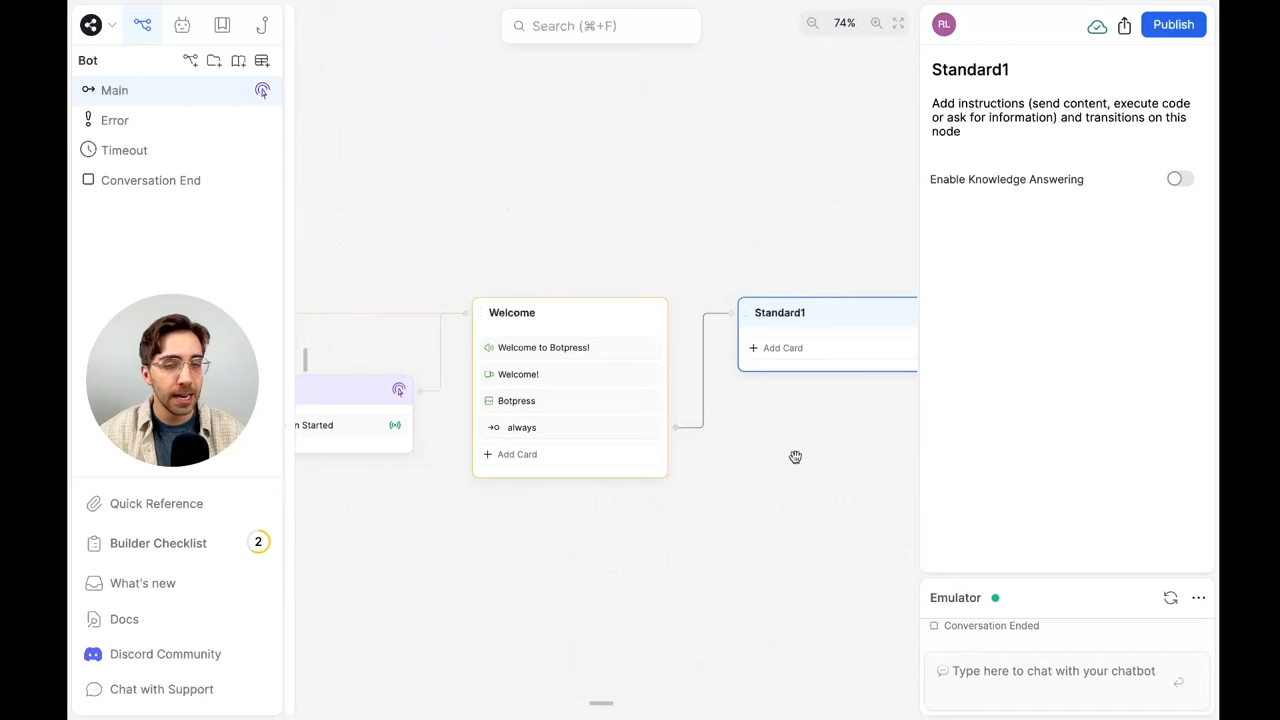 Search (⌘+F)
74%
RL
Publish
Bot
Main
Error
Timeout
Conversation End
Quick Reference
Builder Checklist
2
What's new
Docs
Discord Community
Chat with Support
n Started
Welcome
Welcome to Botpress!
Welcome!
Botpress
always
+ Add Card
Standard1
+ Add Card
Standard1
Add instructions (send content, execute code
or ask for information) and transitions on this
node
Enable Knowledge Answering
Emulator
Conversation Ended
Type here to chat with your chatbot